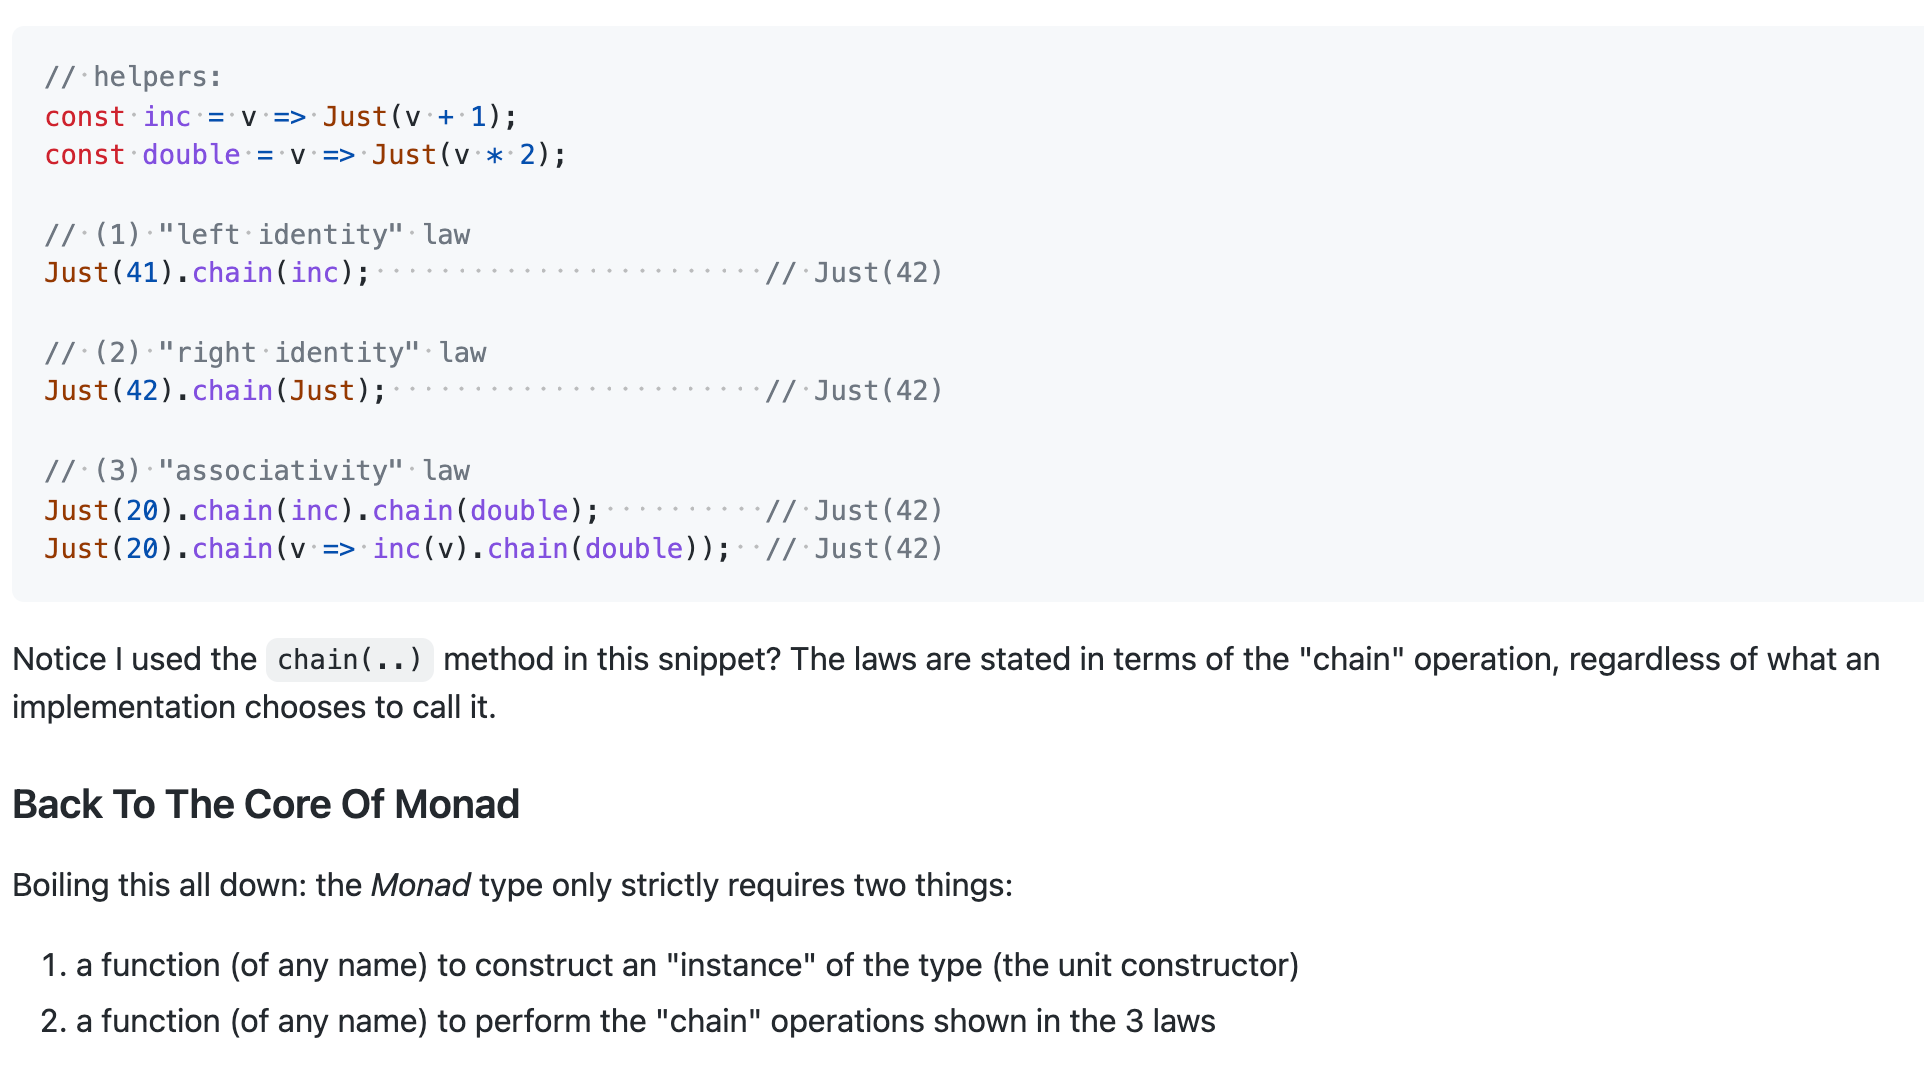 // helpers:
const inc = v => Just(v + 1);
const double = v => Just(v * 2);

// (1) "left identity" law
Just(41).chain(inc);                        // Just(42)

// (2) "right identity" law
Just(42).chain(Just);                       // Just(42)

// (3) "associativity" law
Just(20).chain(inc).chain(double);          // Just(42)
Just(20).chain(v => inc(v).chain(double));  // Just(42)

Notice I used the chain(..) method in this snippet? The laws are stated in terms of the "chain" operation, regardless of what an
implementation chooses to call it.

Back To The Core Of Monad

Boiling this all down: the Monad type only strictly requires two things:

1. a function (of any name) to construct an "instance" of the type (the unit constructor)
2. a function (of any name) to perform the "chain" operations shown in the 3 laws